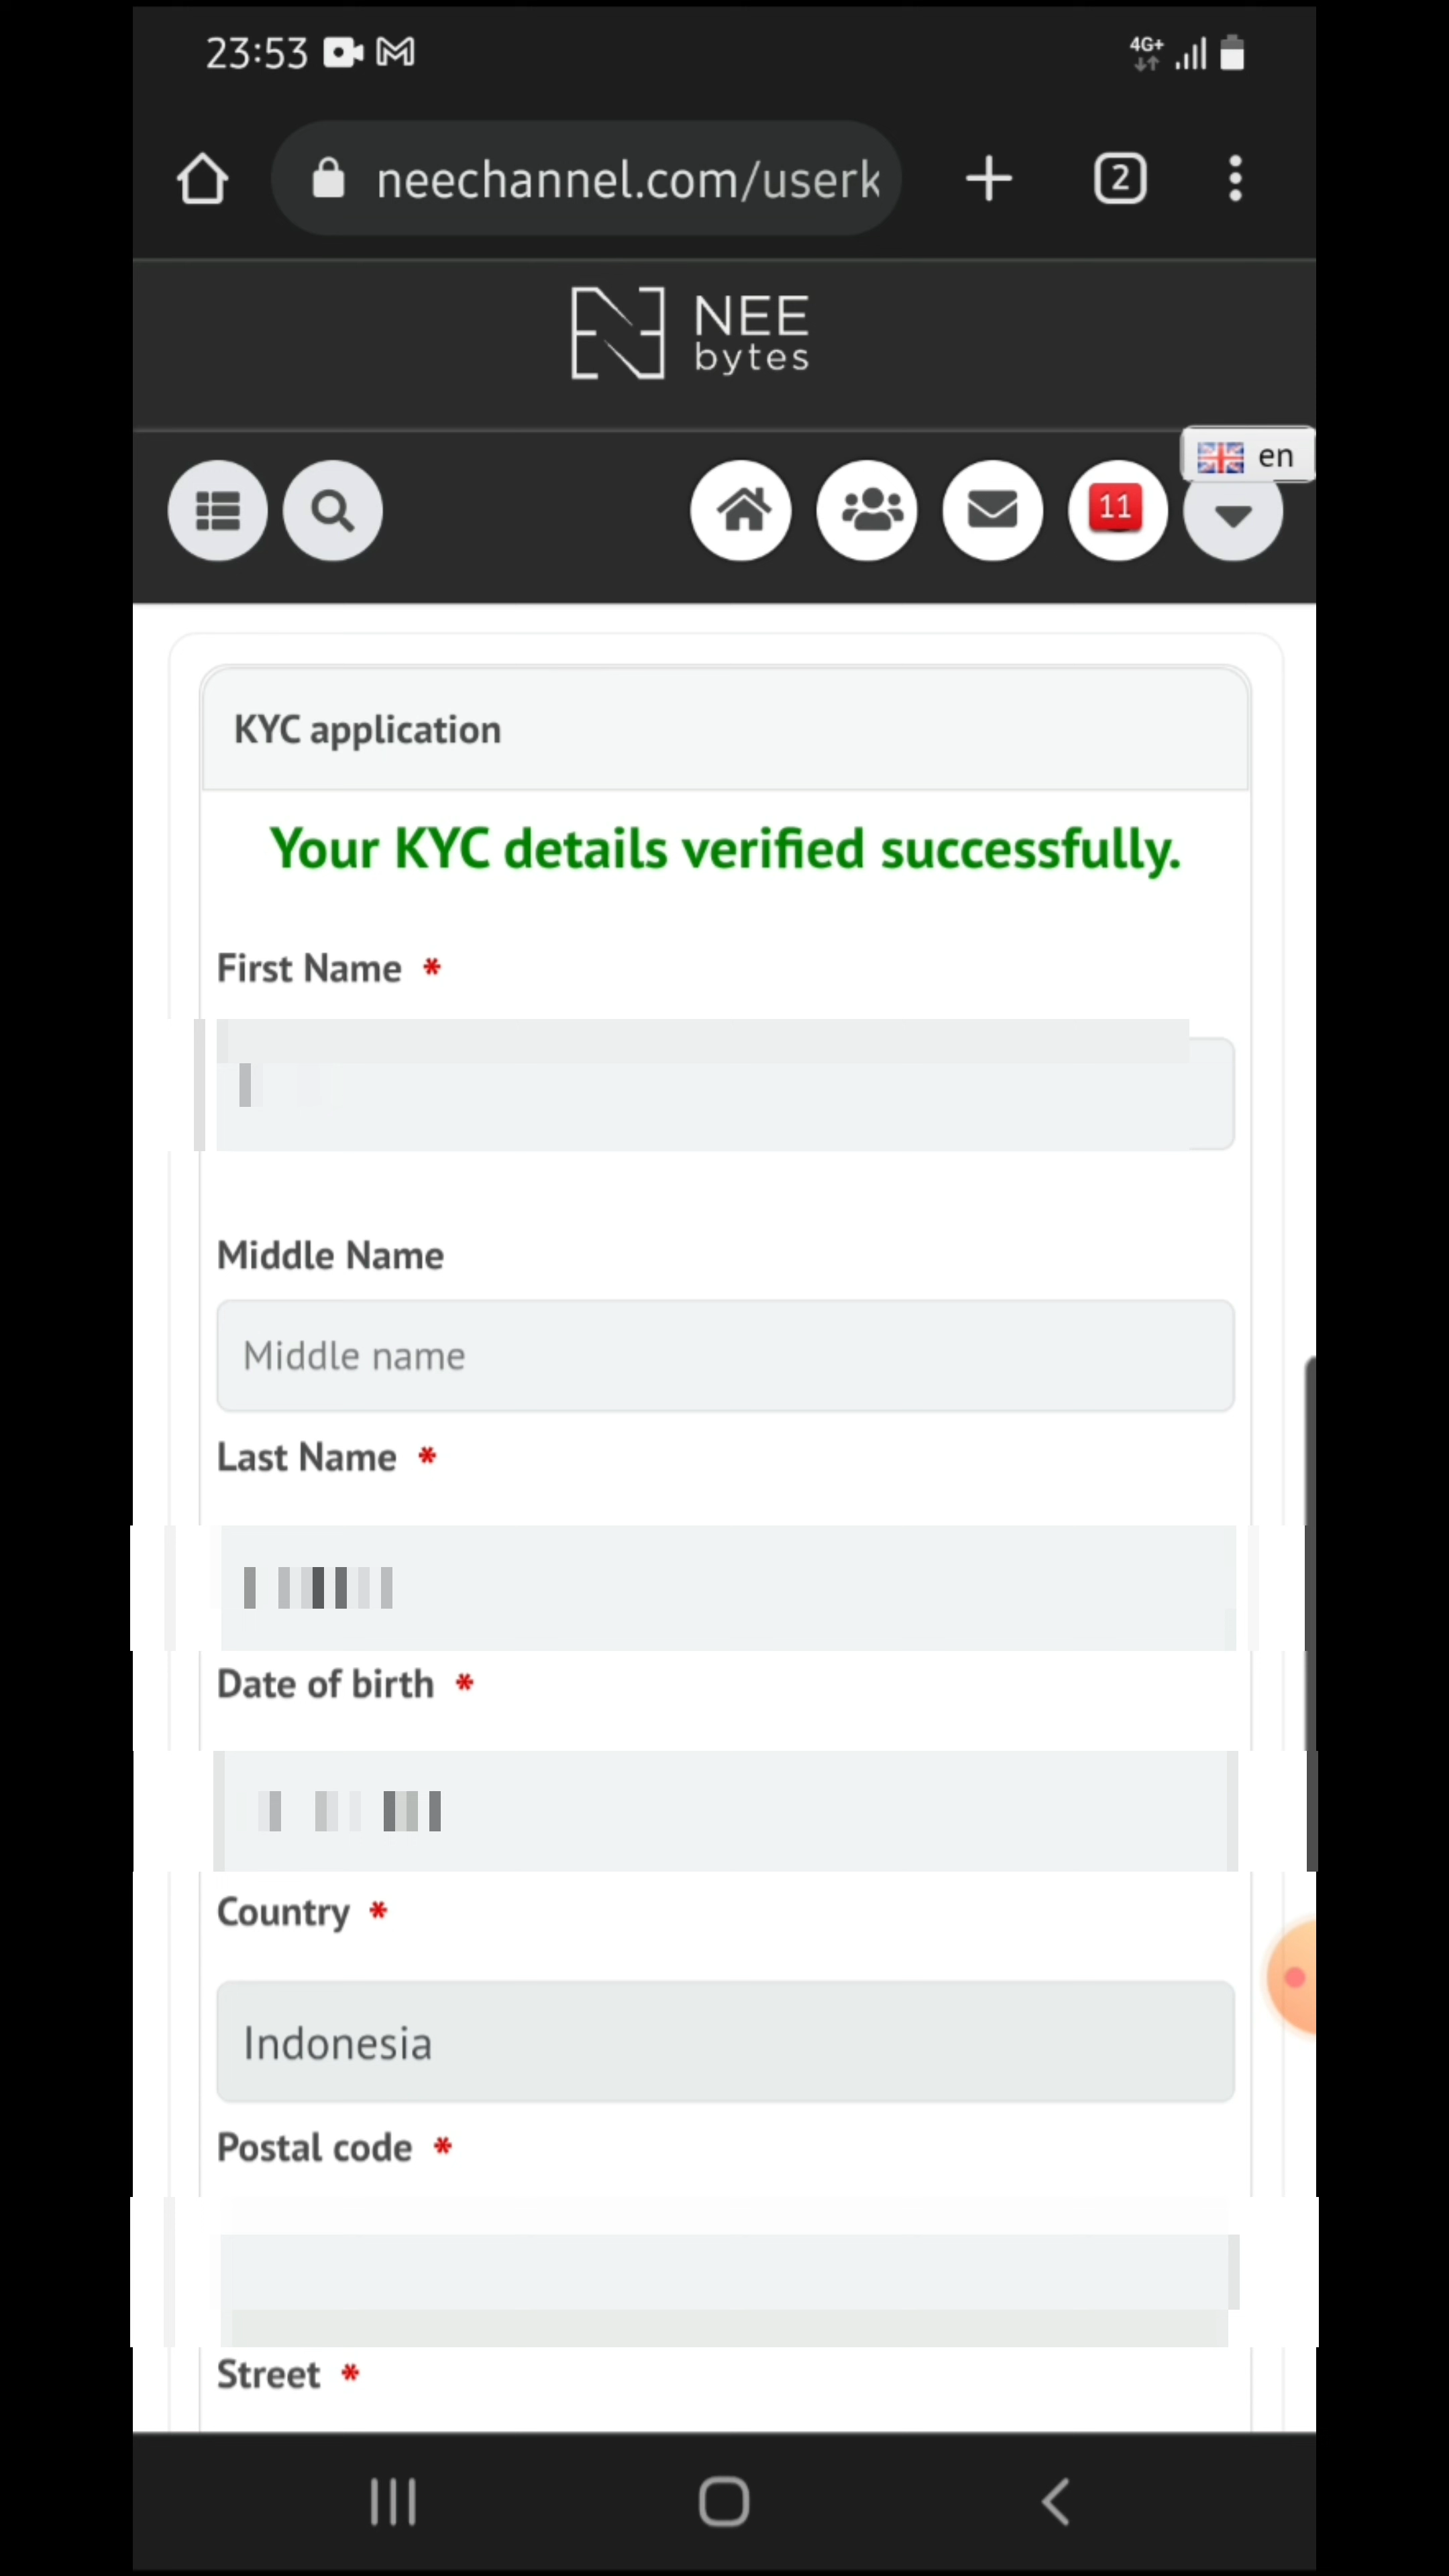 23:53
4G+
neechannel.com/userk
2
NEE
bytes
en
11
KYC application
Your KYC details verified successfully.
First Name *
Middle Name
Middle name
Last Name *
Date of birth *
Country *
Indonesia
Postal code *
Street *